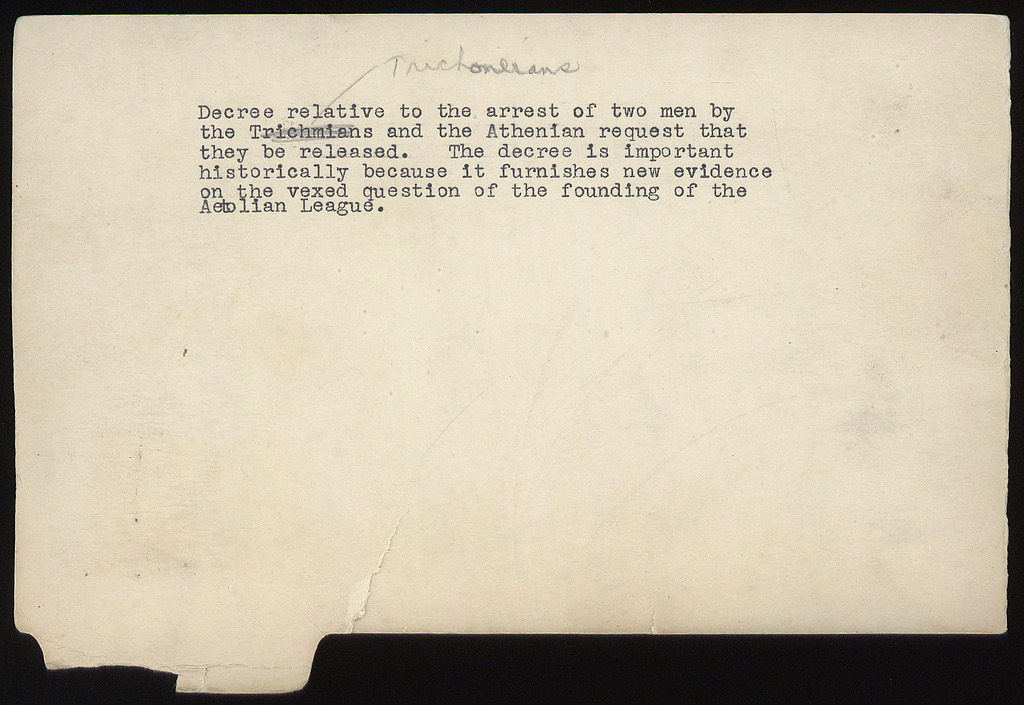 Trichonians
Decree relative to the arrest of two men by
the Trichmians and the Athenian request that
they be released. The decree is important
historically because it furnishes new evidence
on the vexed question of the founding of the
Aetolian League.